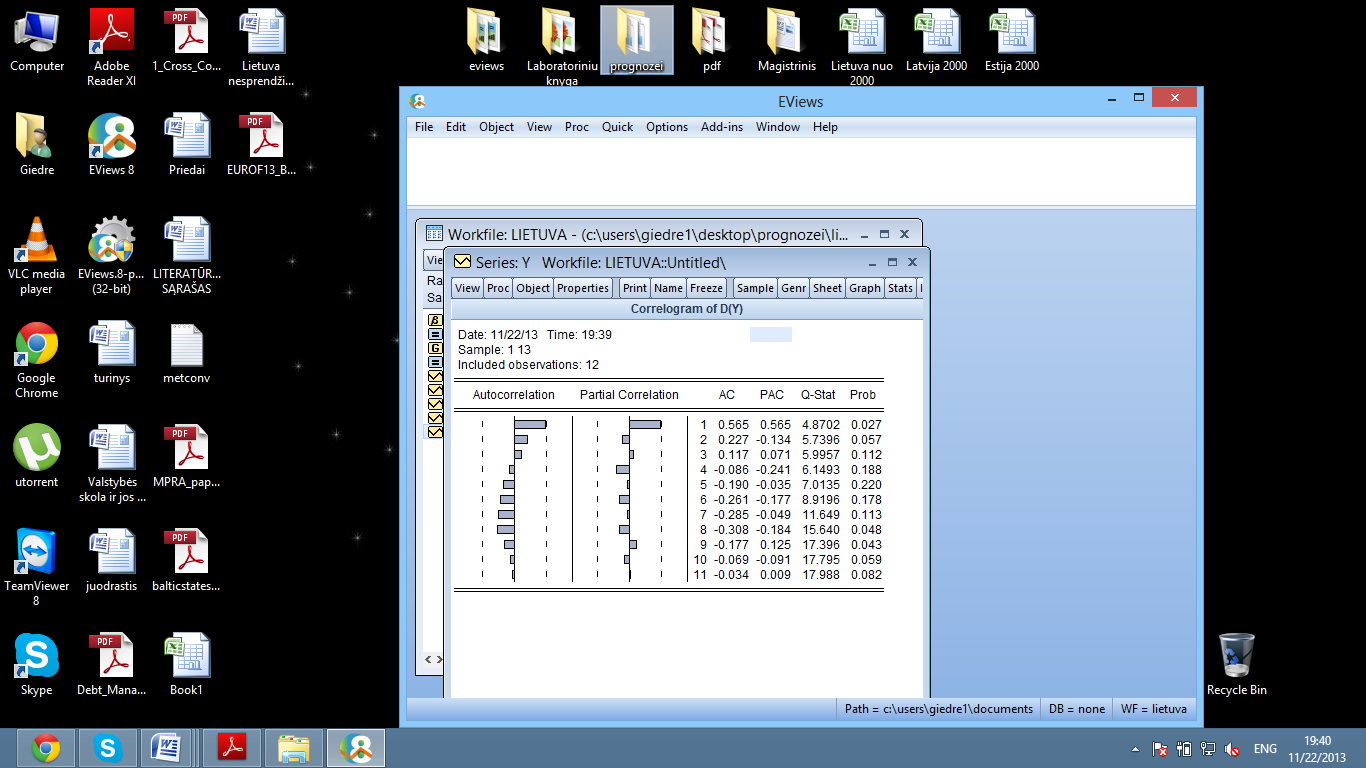 Computer
Adobe
Reader XI
1_Cross_Co...
Lietuva
nesprendži...
eviews
Laboratoriniu
knyga
prognozei
pdf
Magistrinis
Lietuva nuo
2000
Latvija 2000
Estija 2000
Giedre
EViews 8
Priedai
EUROF13_B...
VLC media
player
EViews.8-p...
(32-bit)
LITERATŪR...
SĄRAŠAS
Google
Chrome
turinys
metconv
utorrent
Valstybės
skola ir jos ...
MPRA_pap...
TeamViewer
8
juodrastis
balticstates...
Skype
Debt_Mana...
Book1
Recycle Bin
EViews
File Edit Object View Proc Quick Options Add-ins Window Help
Workfile: LIETUVA - (c:\users\giedre1\desktop\prognozei\li...
Vie
Ra
Sa
Series: Y Workfile: LIETUVA::Untitled\
View Proc Object Properties Print Name Freeze Sample Genr Sheet Graph Stats
Correlogram of D(Y)
Date: 11/22/13 Time: 19:39
Sample: 1 13
Included observations: 12
Autocorrelation Partial Correlation AC PAC Q-Stat Prob
1 0.565 0.565 4.8702 0.027
2 0.227 -0.134 5.7396 0.057
3 0.117 0.071 5.9957 0.112
4 -0.086 -0.241 6.1493 0.188
5 -0.190 -0.035 7.0135 0.220
6 -0.261 -0.177 8.9196 0.178
7 -0.285 -0.049 11.649 0.113
8 -0.308 -0.184 15.640 0.048
9 -0.177 0.125 17.396 0.043
10 -0.069 -0.091 17.795 0.059
11 -0.034 0.009 17.988 0.082
Path = c:\users\giedre1\documents DB = none WF = lietuva
ENG
19:40
11/22/2013